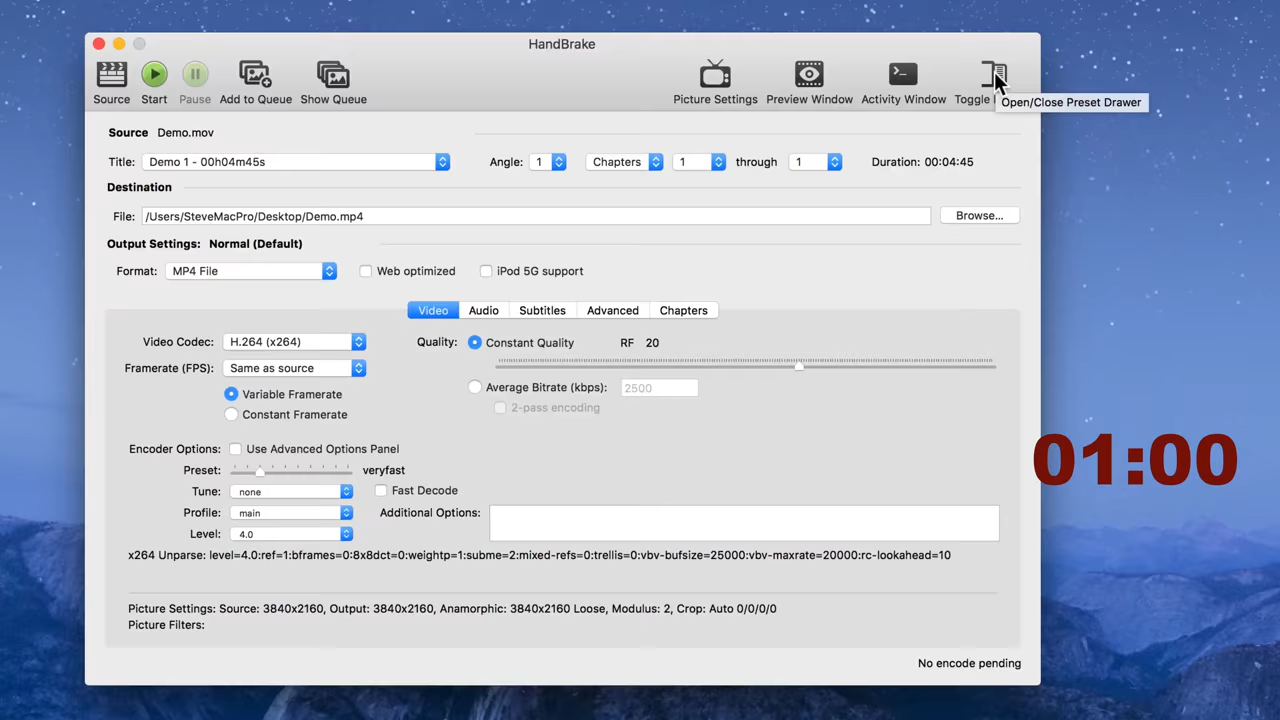 HandBrake
Source Start Pause Add to Queue Show Queue Picture Settings Preview Window Activity Window Toggle
Open/Close Preset Drawer
Source Demo.mov
Title: Demo 1 - 00h04m45s Angle: 1 Chapters 1 through 1 Duration: 00:04:45
Destination
File: /Users/SteveMacPro/Desktop/Demo.mp4 Browse...
Output Settings: Normal (Default)
Format: MP4 File Web optimized iPod 5G support
Video Audio Subtitles Advanced Chapters
Video Codec: H.264 (x264) Quality: Constant Quality RF 20
Framerate (FPS): Same as source
Variable Framerate Average Bitrate (kbps): 2500
Constant Framerate 2-pass encoding
01:00
Encoder Options: Use Advanced Options Panel
Preset: veryfast
Tune: none Fast Decode
Profile: main Additional Options:
Level: 4.0
x264 Unparse: level=4.0:ref=1:bframes=0:8x8dct=0:weightp=1:subme=2:mixed-refs=0:trellis=0:vbv-bufsize=25000:vbv-maxrate=20000:rc-lookahead=10
Picture Settings: Source: 3840x2160, Output: 3840x2160, Anamorphic: 3840x2160 Loose, Modulus: 2, Crop: Auto 0/0/0/0
Picture Filters:
No encode pending